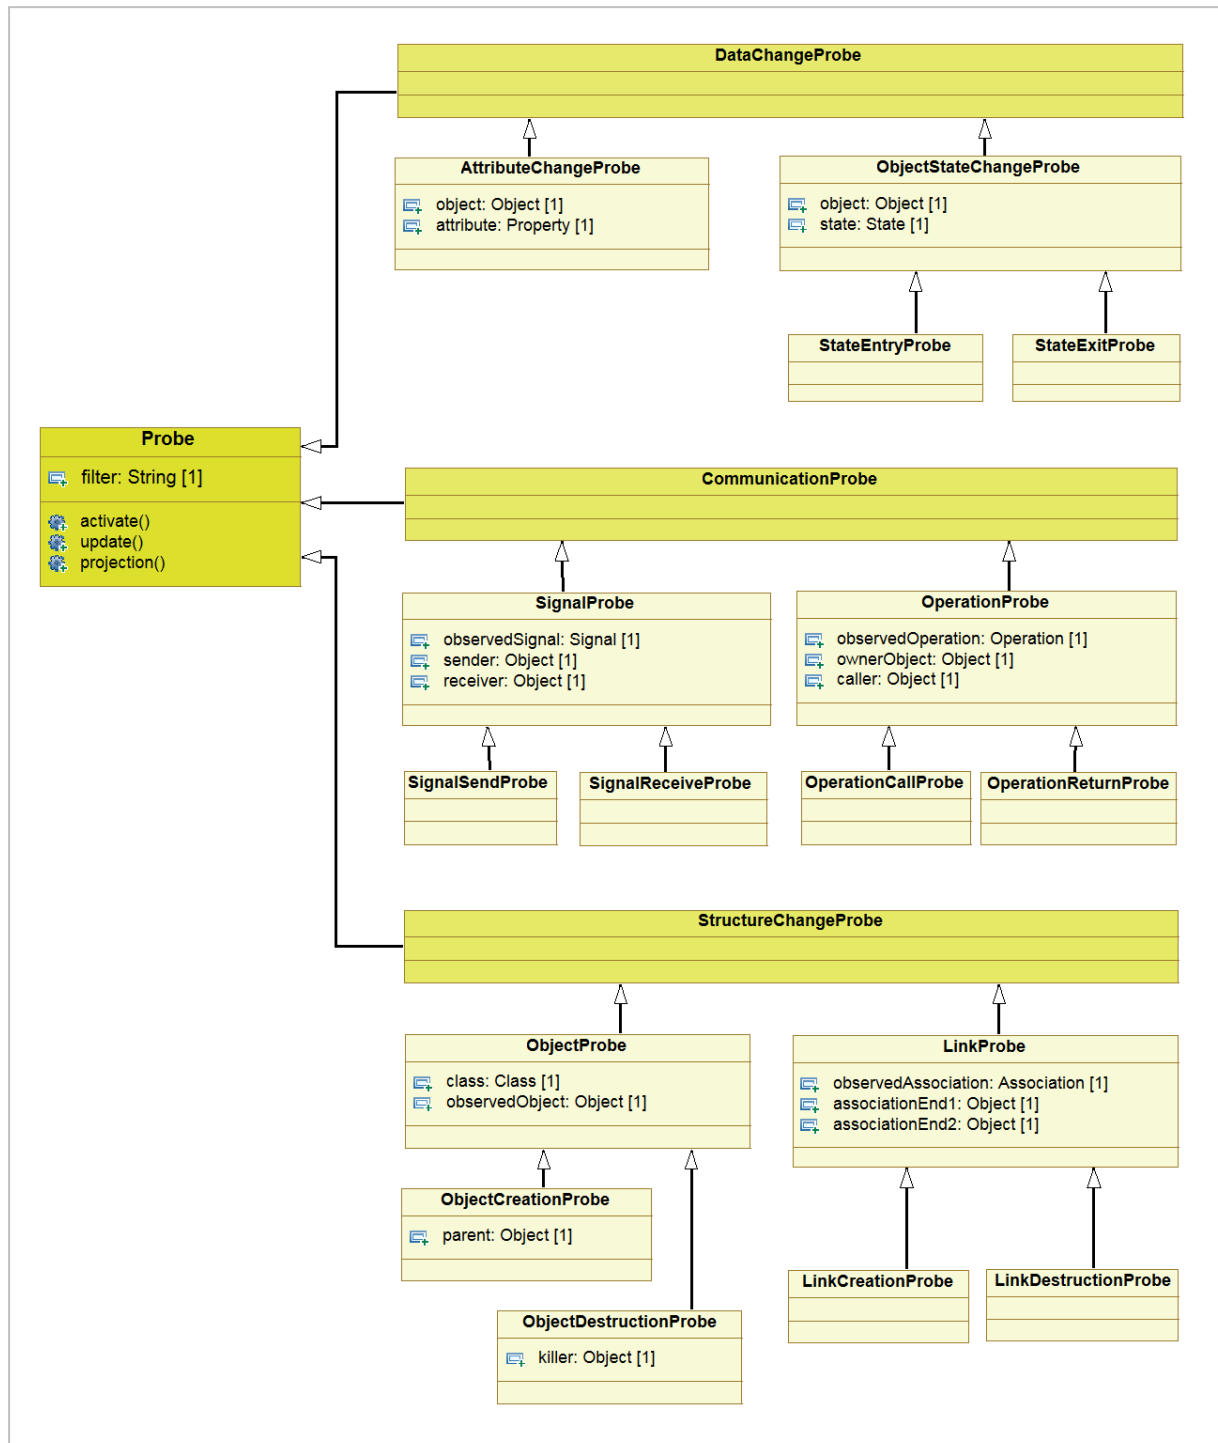 DataChangeProbe
AttributeChangeProbe
object: Object [1]
attribute: Property [1]
ObjectStateChangeProbe
object: Object [1]
state: State [1]
StateEntryProbe
StateExitProbe
Probe
filter: String [1]
activate()
update()
projection()
CommunicationProbe
SignalProbe
observedSignal: Signal [1]
sender: Object [1]
receiver: Object [1]
OperationProbe
observedOperation: Operation [1]
ownerObject: Object [1]
caller: Object [1]
SignalSendProbe
SignalReceiveProbe
OperationCallProbe
OperationReturnProbe
StructureChangeProbe
ObjectProbe
class: Class [1]
observedObject: Object [1]
LinkProbe
observedAssociation: Association [1]
associationEnd1: Object [1]
associationEnd2: Object [1]
ObjectCreationProbe
parent: Object [1]
LinkCreationProbe
LinkDestructionProbe
ObjectDestructionProbe
killer: Object [1]